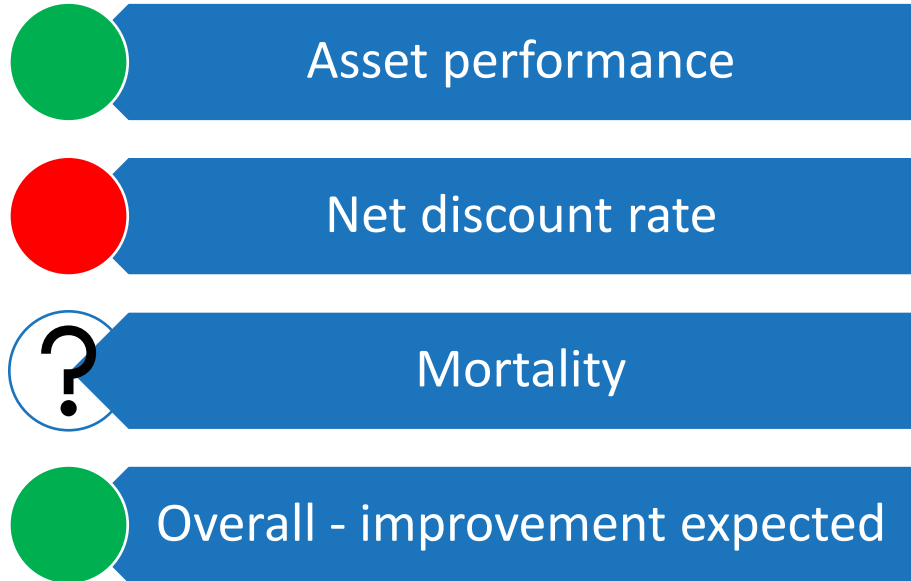 Asset performance
Net discount rate
?
Mortality
Overall - improvement expected